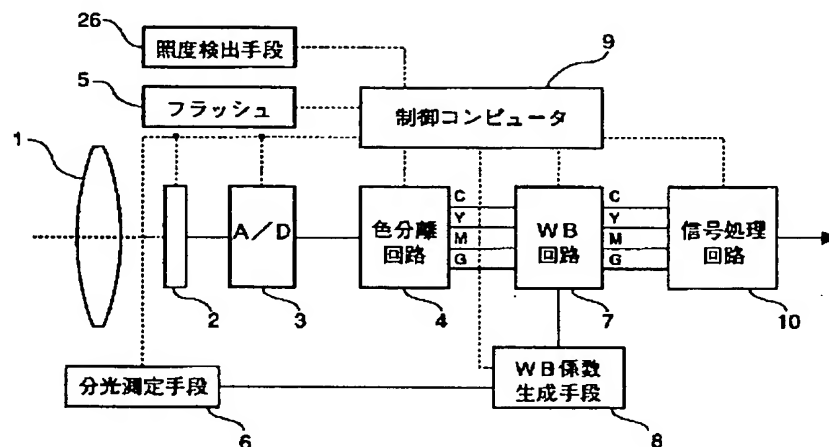 26
照度検出手段
9
5
フラッシュ
制御コンピュータ
1
A/D
色分離
回路
C
Y
M
G
WB
回路
C
Y
M
G
信号処理
回路
2
3
4
7
10
分光測定手段
WB係数
生成手段
6
8